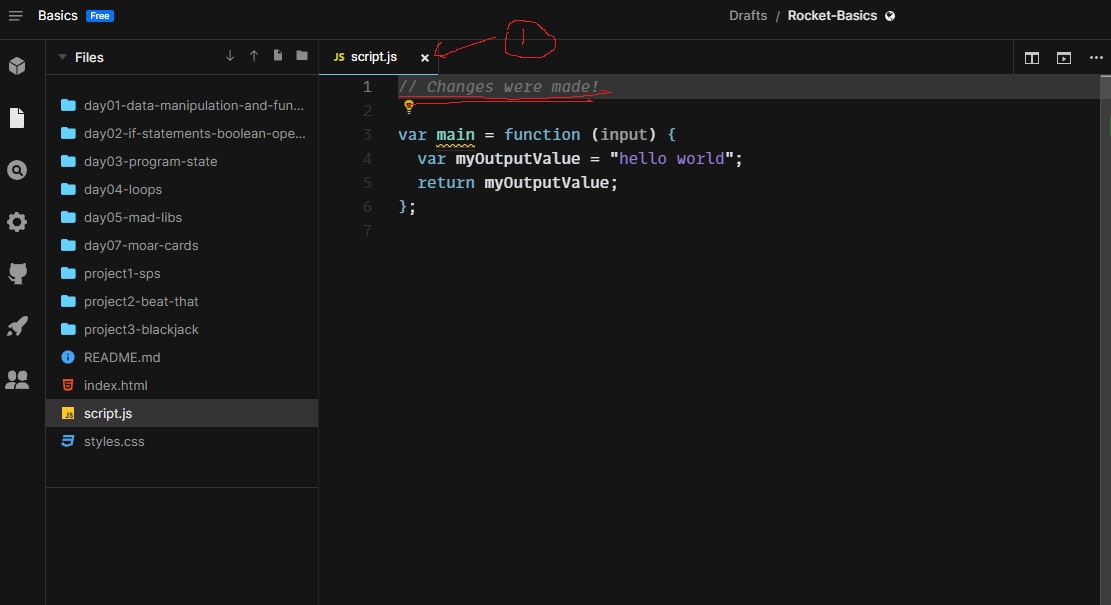 Basics Free
Drafts / Rocket-Basics
Files
day01-data-manipulation-and-fun...
day02-if-statements-boolean-ope...
day03-program-state
day04-loops
day05-mad-libs
day07-moar-cards
project1-sps
project2-beat-that
project3-blackjack
README.md
index.html
JS script.js
styles.css
JS script.js x
1
1 // Changes were made!
2
3 var main = function (input) {
4 var myOutputValue = "hello world";
5 return myOutputValue;
6 };
7